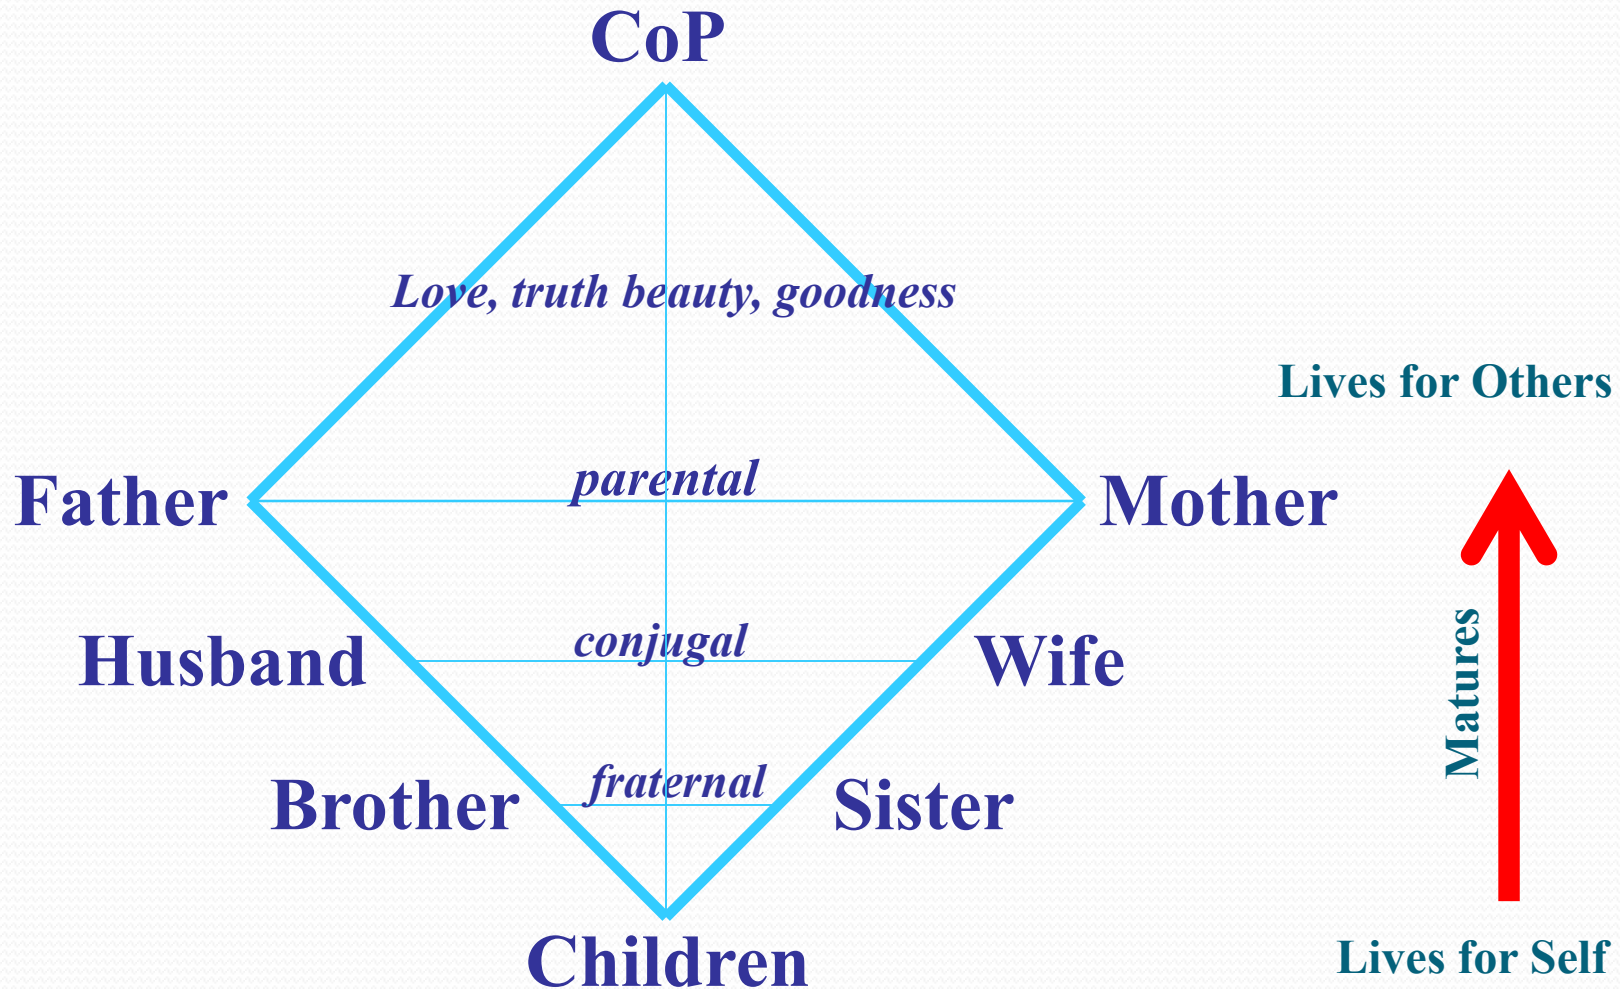 CoP
Love, truth beauty, goodness
Lives for Others
Father
parental
Mother
Husband
conjugal
Wife
Matures
Brother
fraternal
Sister
Children
Lives for Self